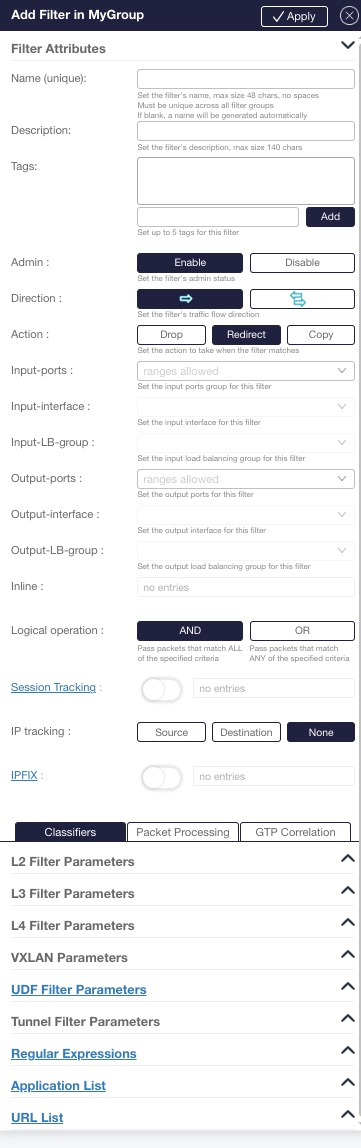 Add Filter in MyGroup
Apply
Filter Attributes
Name (unique):
Set the filter's name, max size 48 chars, no spaces
Must be unique across all filter groups
If blank, a name will be generated automatically
Description:
Set the filter's description, max size 140 chars
Tags:
Add
Set up to 5 tags for this filter
Admin :
Enable
Disable
Set the filter's admin status
Direction :
Set the filter's traffic flow direction
Action :
Drop
Redirect
Copy
Set the action to take when the filter matches
Input-ports :
ranges allowed
Set the input ports group for this filter
Input-interface :
Set the input interface for this filter
Input-LB-group :
Set the input load balancing group for this filter
Output-ports :
ranges allowed
Set the output ports for this filter
Output-interface :
Set the output interface for this filter
Output-LB-group :
Set the output load balancing group for this filter
Inline :
no entries
Logical operation :
AND
OR
Pass packets that match ALL
of the specified criteria
Pass packets that match
ANY of the specified criteria
Session Tracking :
no entries
IP tracking :
Source
Destination
None
IPFIX :
no entries
Classifiers
Packet Processing
GTP Correlation
L2 Filter Parameters
L3 Filter Parameters
L4 Filter Parameters
VXLAN Parameters
UDF Filter Parameters
Tunnel Filter Parameters
Regular Expressions
Application List
URL List